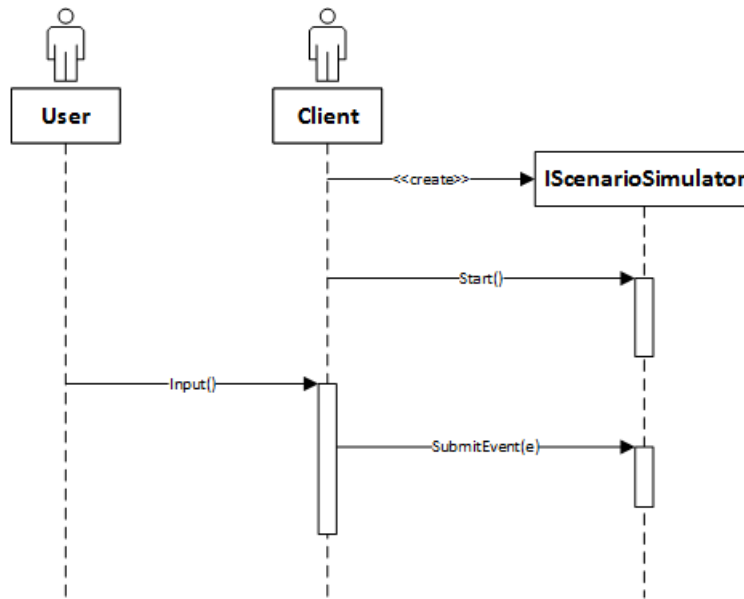 User
Client
<<create>>
IScenarioSimulator
Start()
Input()
SubmitEvent(e)